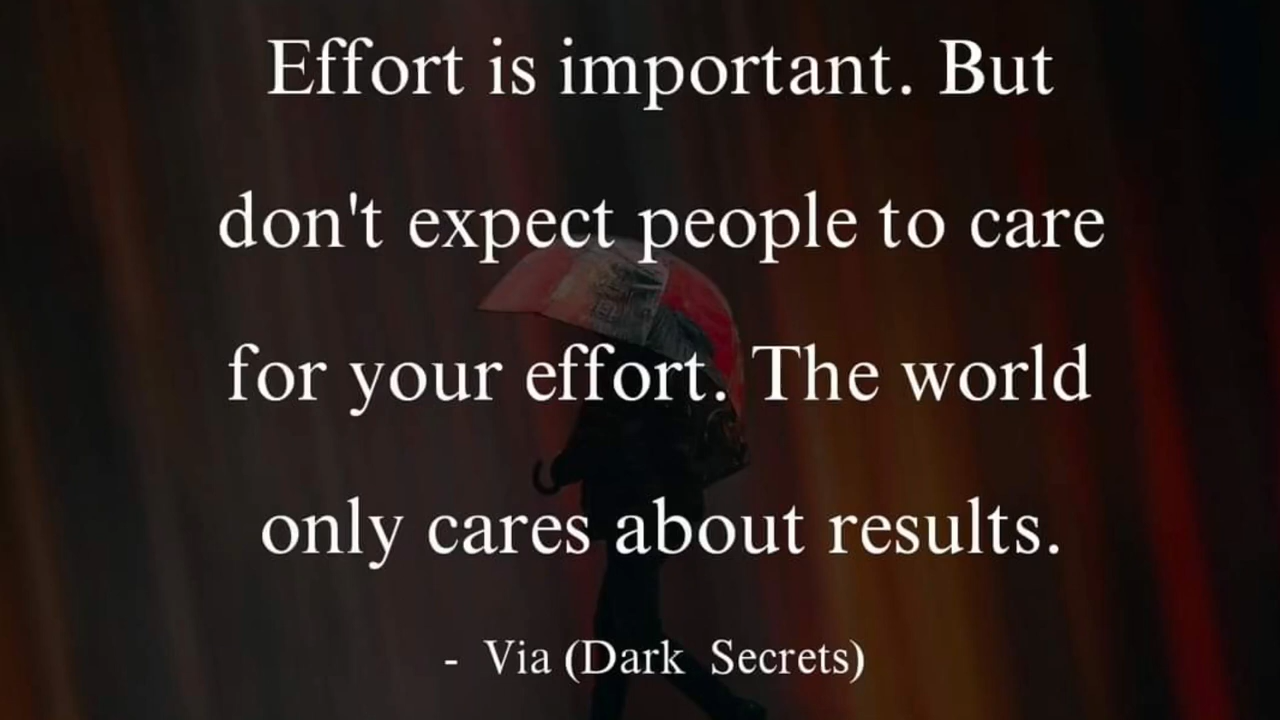 Effort is important. But
don't expect people to care
for your effort. The world
only cares about results.
- Via (Dark Secrets)